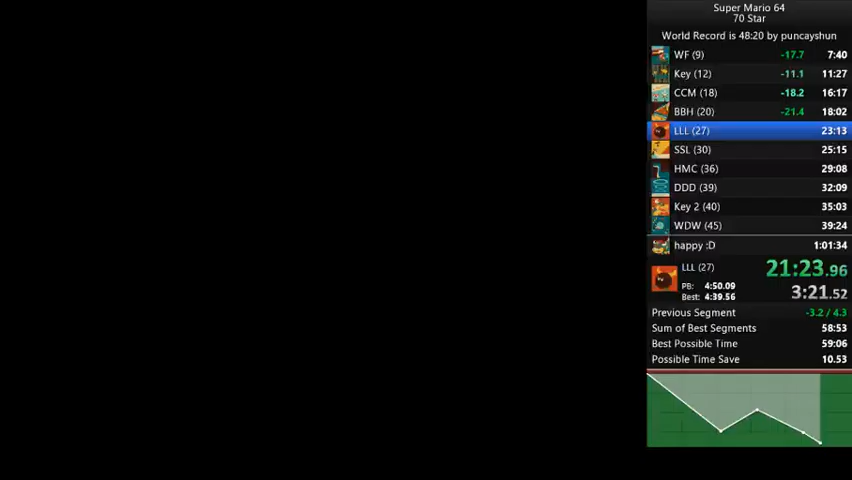 Super Mario 64
70 Star
World Record is 48:20 by puncayshun
WF (9) -17.7 7:40
Key (12) -11.1 11:27
CCM (18) -18.2 16:17
BBH (20) -21.4 18:02
LLL (27) 23:13
SSL (30) 25:15
HMC (36) 29:08
DDD (39) 32:09
Key 2 (40) 35:03
WDW (45) 39:24
happy :D 1:01:34
LLL (27) 21:23.96
PB: 4:50.09
Best: 4:39.56 3:21.52
Previous Segment -3.2 / 4.3
Sum of Best Segments 58:53
Best Possible Time 59:06
Possible Time Save 10.53